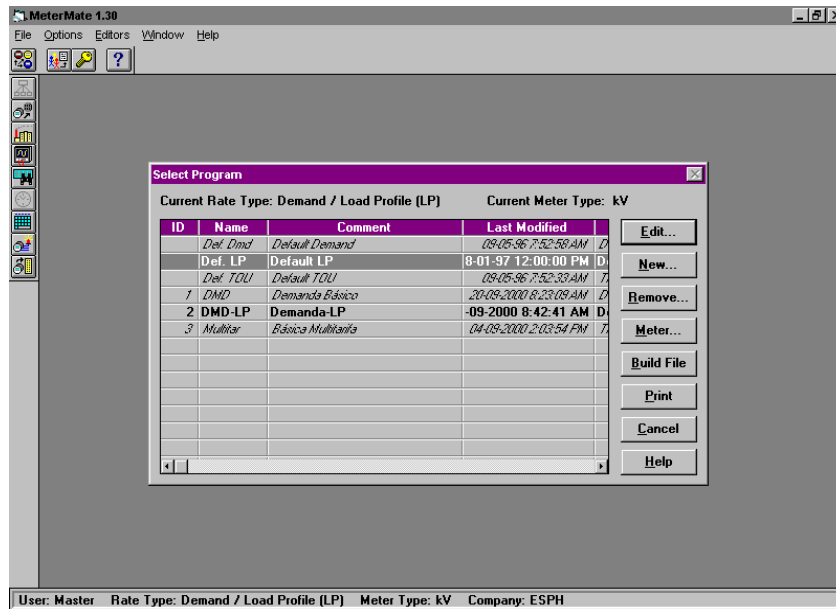 MeterMate 1.30
File Options Editors Window Help
Select Program
Current Rate Type: Demand / Load Profile (LP) Current Meter Type: kV
ID Name Comment Last Modified
Def. Dmd Default Demand 09-05-96 7:52:58 AM D
Def. LP Default LP 8-01-97 12:00:00 PM D
Def. TOU Default TOU 09-05-96 7:52:33 AM
1 DMD Demanda Básico 20-09-2000 8:23:09 AM D
2 DMD-LP Demanda-LP -09-2000 8:42:41 AM D
3 Multitar Básica Multitarifa 04-09-2000 2:03:54 PM
Edit...
New...
Remove...
Meter...
Build File
Print
Cancel
Help
User: Master Rate Type: Demand / Load Profile (LP) Meter Type: kV Company: ESPH